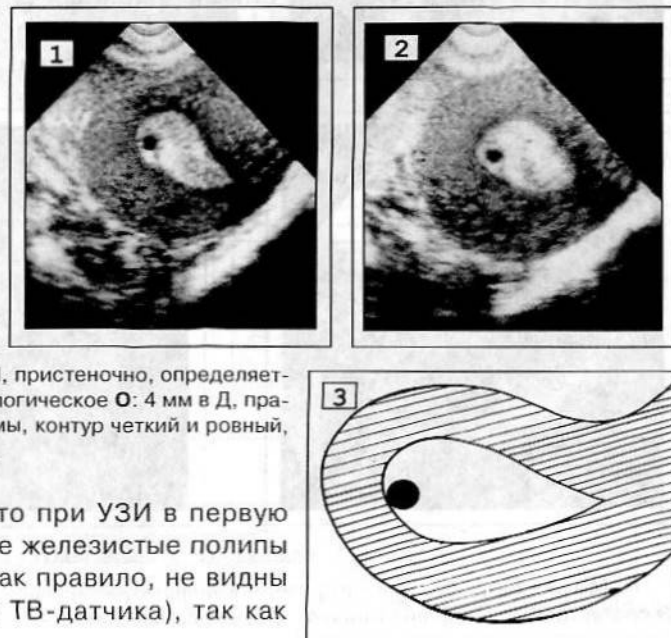 1
2
, пристеночно, определяет-
логическое О: 4 мм в Д, пра-
мы, контур четкий и ровный,
3
то при УЗИ в первую
е железистые полипы
ак правило, не видны
ТВ-датчика), так как